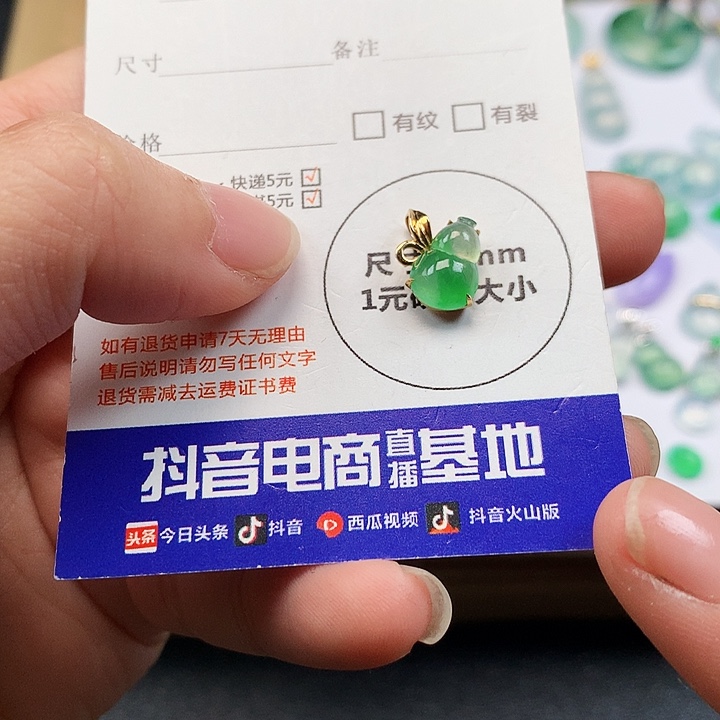 尺寸
备注
格
有纹
有裂
快递5元
5元
尺 mm
1元 大小
如有退货申请7天无理由
售后说明请勿写任何文字
退货需减去运费证书费
抖音电商直播基地
头条 今日头条 抖音 西瓜视频 抖音火山版